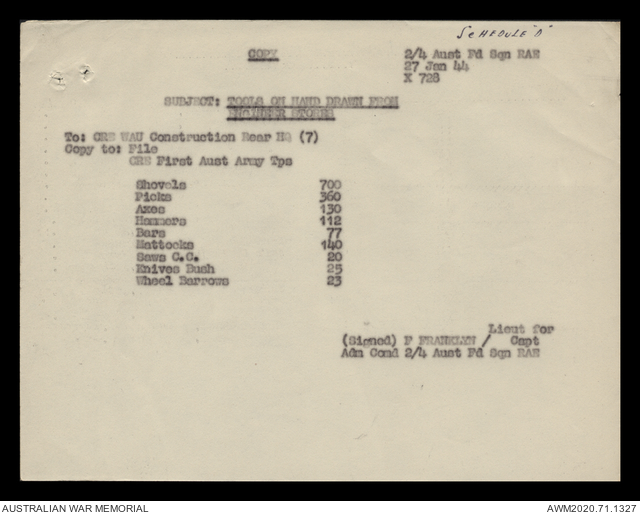 SCHEDULE "D"
COPY
2/4 Aust Fd Sqn RAE
27 Jan 44
X 728
SUBJECT: TOOLS ON HAND DRAWN FROM
ENGINEER STORES
To: CRE WAU Construction Rear HQ (7)
Copy to: File
CRE First Aust Army Tps
Shovels 700
Picks 360
Axes 130
Hammers 112
Bars 77
Mattocks 140
Saws C.C. 20
Knives Bush 25
Wheel Barrows 23
Lieut for
(Signed) F FRANKLYN / Capt
Adm Comd 2/4 Aust Fd Sqn RAE
AUSTRALIAN WAR MEMORIAL
AWM2020.71.1327